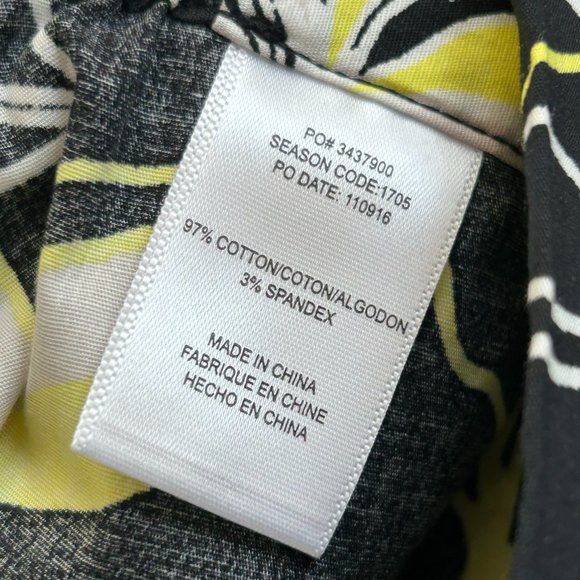 PO# 3437900
SEASON CODE:1705
PO DATE: 110916
97% COTTON/COTON/ALGODON
3% SPANDEX
MADE IN CHINA
FABRIQUE EN CHINE
HECHO EN CHINA